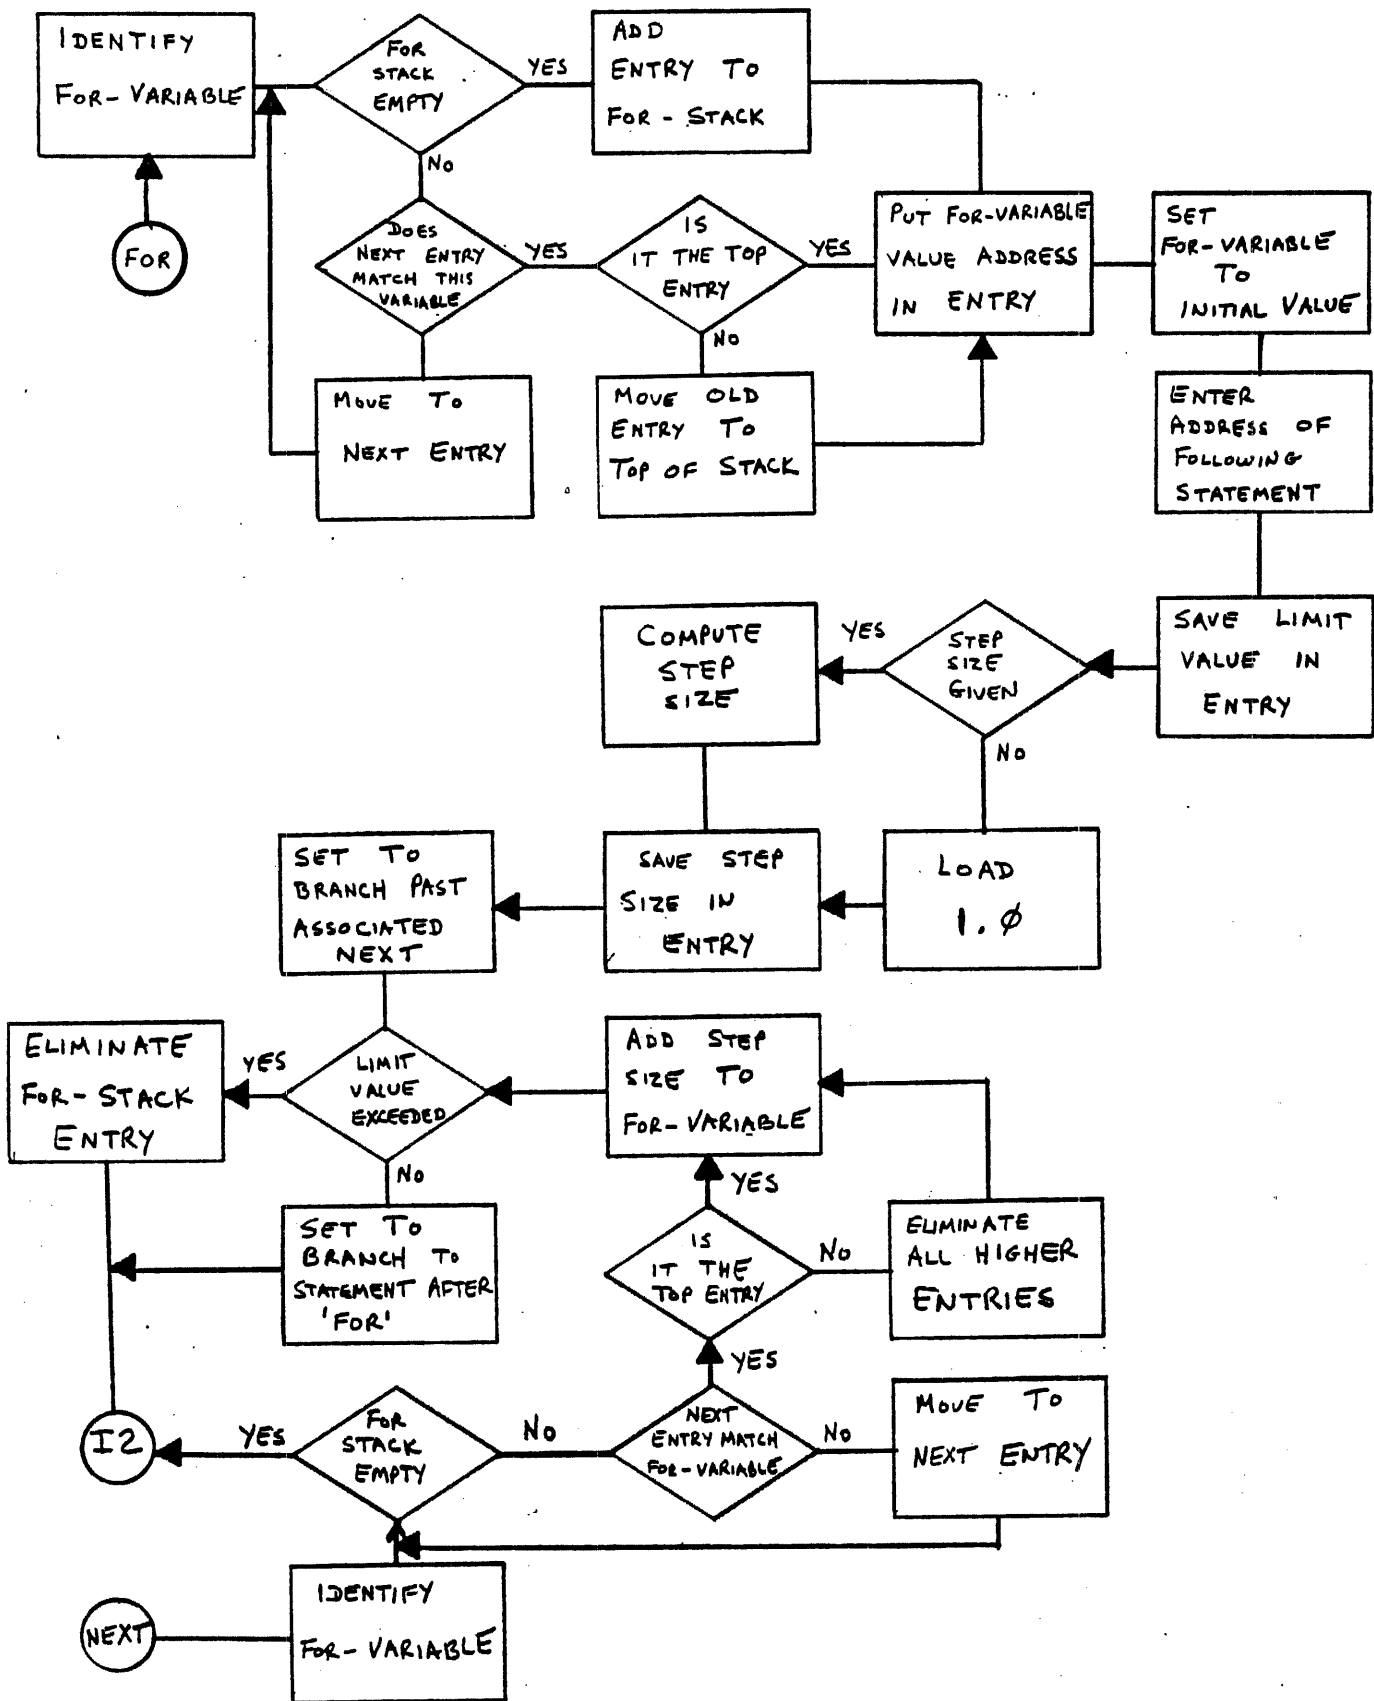 IDENTIFY
FOR-VARIABLE
FOR
STACK
EMPTY
YES
ADD
ENTRY TO
FOR-STACK
NO
FOR
DOES
NEXT ENTRY
MATCH THIS
VARIABLE
YES
IS
IT THE TOP
ENTRY
YES
PUT FOR-VARIABLE
VALUE ADDRESS
IN ENTRY
SET
FOR-VARIABLE
TO
INITIAL VALUE
NO
MOVE TO
NEXT ENTRY
MOVE OLD
ENTRY TO
TOP OF STACK
ENTER
ADDRESS OF
FOLLOWING
STATEMENT
COMPUTE
STEP
SIZE
YES
STEP
SIZE
GIVEN
SAVE LIMIT
VALUE IN
ENTRY
NO
SET TO
BRANCH PAST
ASSOCIATED
NEXT
SAVE STEP
SIZE IN
ENTRY
LOAD
1.∅
ELIMINATE
FOR-STACK
ENTRY
YES
LIMIT
VALUE
EXCEEDED
ADD STEP
SIZE TO
FOR-VARIABLE
NO
YES
SET TO
BRANCH TO
STATEMENT AFTER
'FOR'
IS
IT THE
TOP ENTRY
NO
ELIMINATE
ALL HIGHER
ENTRIES
YES
I2
YES
FOR
STACK
EMPTY
NO
NEXT
ENTRY MATCH
FOR-VARIABLE
NO
MOVE TO
NEXT ENTRY
NEXT
IDENTIFY
FOR-VARIABLE